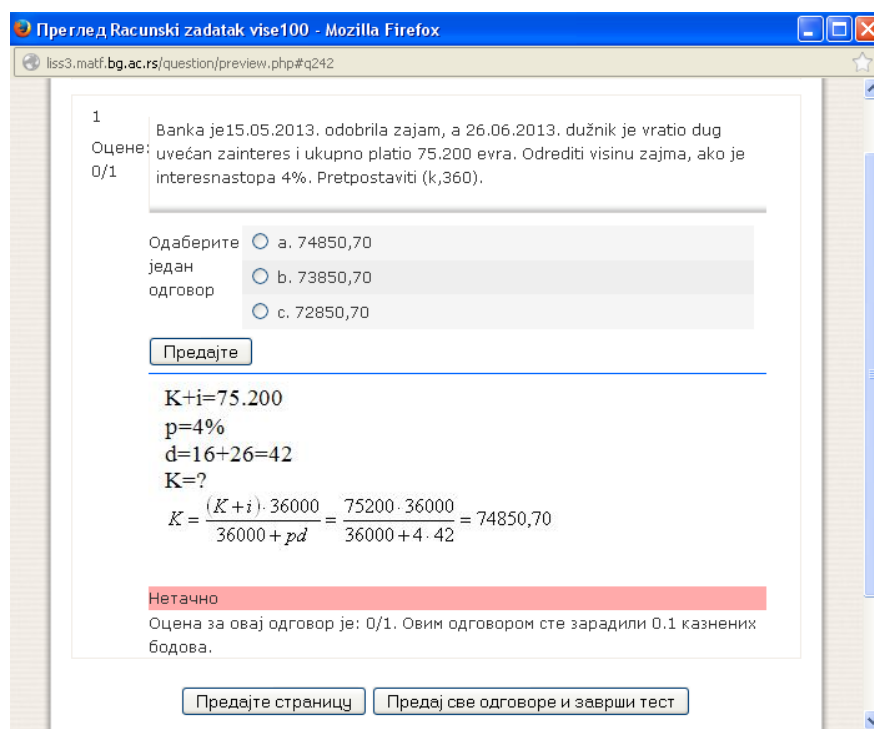 Преглед Racunski zadatak vise100 - Mozilla Firefox
liss3.matf.bg.ac.rs/question/preview.php#q242
1
Оцене:
0/1
Banka je15.05.2013. odobrila zajam, a 26.06.2013. dužnik je vratio dug
uvećan zainteres i ukupno platio 75.200 evra. Odrediti visinu zajma, ako je
interesnastopa 4%. Pretpostaviti (k,360).
Одаберите
један
одговор
a. 74850,70
b. 73850,70
c. 72850,70
Предајте
K+i=75.200
p=4%
d=16+26=42
K=?
K = (K+i)·36000 / 36000+pd = 75200·36000 / 36000+4·42 = 74850,70
Нетачно
Оцена за овај одговор је: 0/1. Овим одговором сте зарадили 0.1 казнених
бодова.
Предајте страницу Предај све одговоре и заврши тест